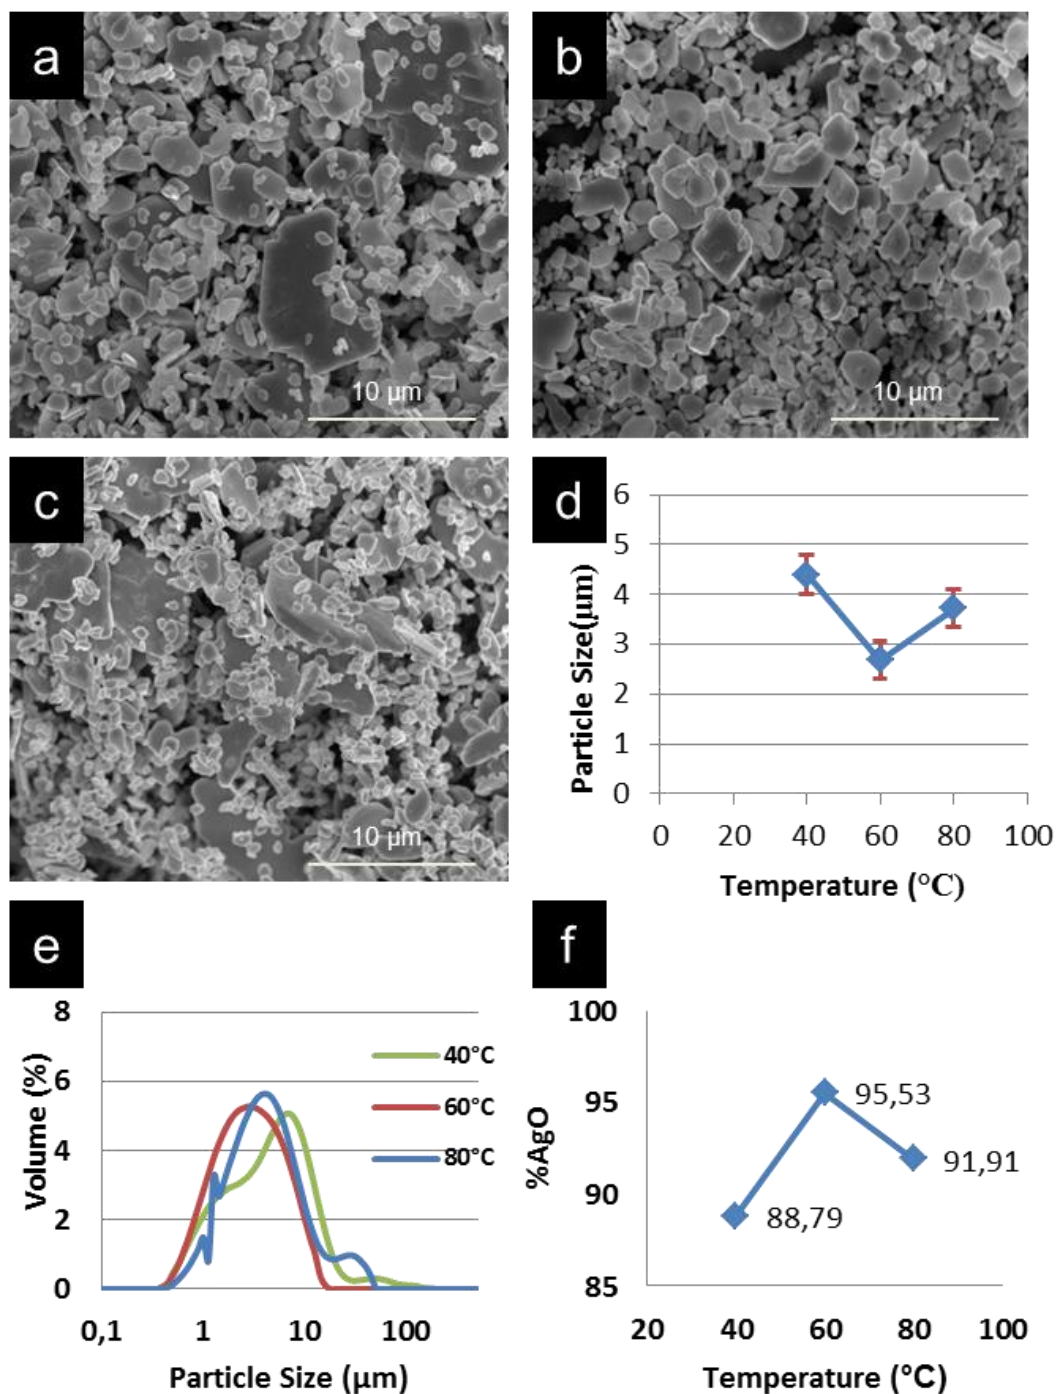 a
10 µm
b
10 µm
c
10 µm
d
6
5
4
3
2
1
0
Particle Size(µm)
0 20 40 60 80 100
Temperature (°C)
e
8
6
4
2
0
Volume (%)
40°C
60°C
80°C
0,1 1 10 100
Particle Size (µm)
f
100
95
90
85
%AgO
95,53
91,91
88,79
20 40 60 80 100
Temperature (°C)